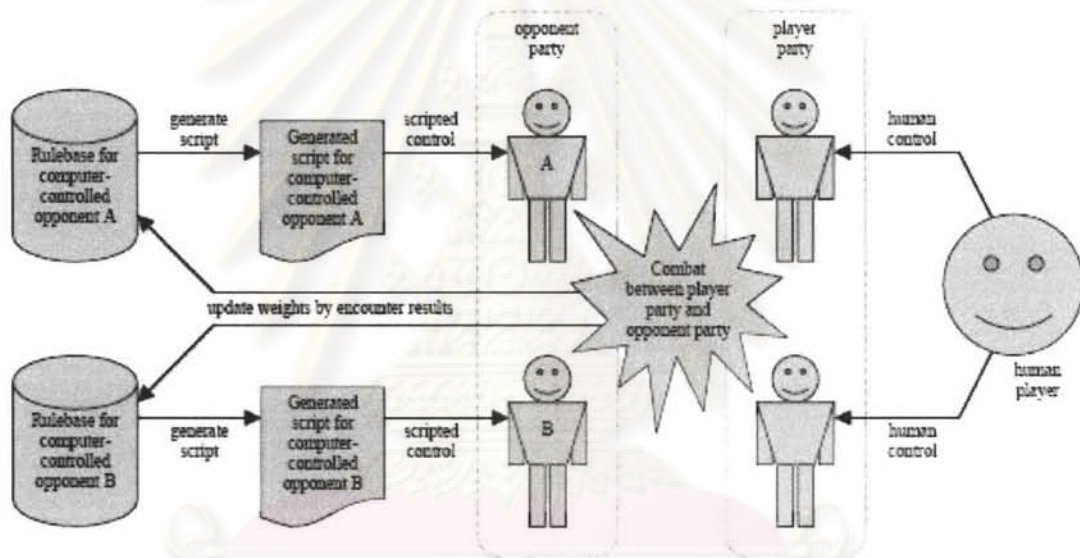 opponent
party
player
party
generate
script
scripted
control
human
control
Rulebase for
computer-
controlled
opponent A
Generated
script for
computer-
controlled
opponent A
A
Combat
between player
party and
opponent party
update weights by encounter results
human
player
Rulebase for
computer-
controlled
opponent B
generate
script
Generated
script for
computer-
controlled
opponent B
scripted
control
B
human
control